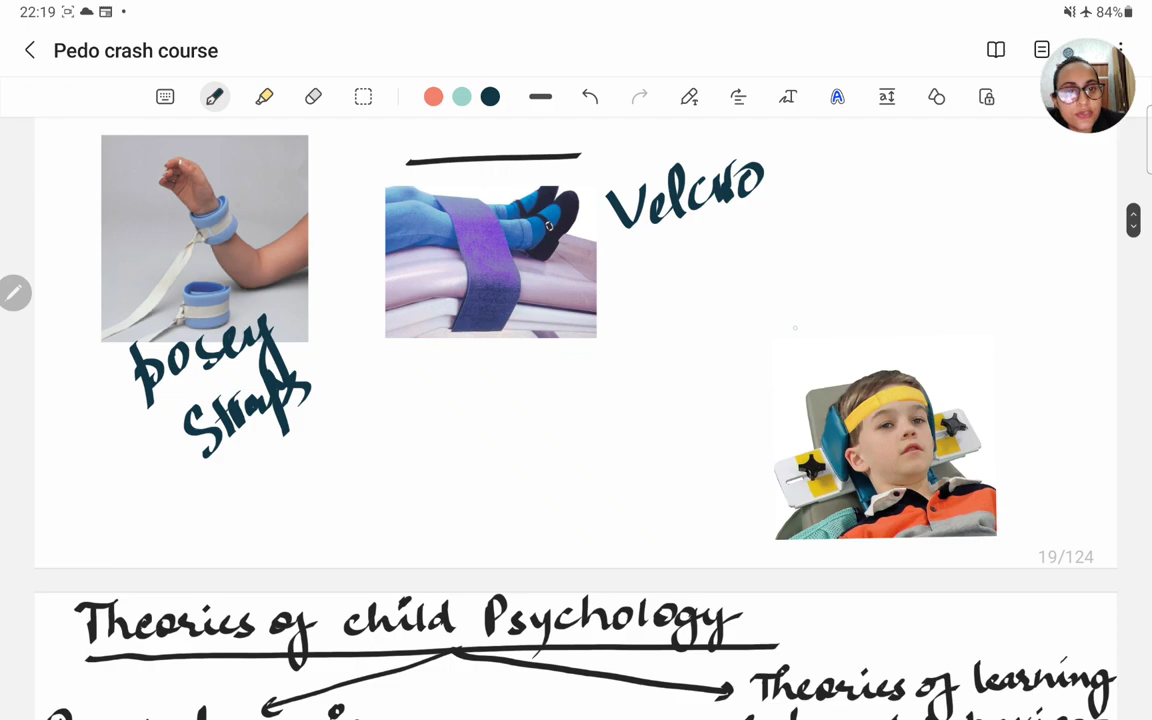 22:19
84%
Pedo crash course
Velcro
posey
straps
19/124
Theories of child Psychology
Theories of learning